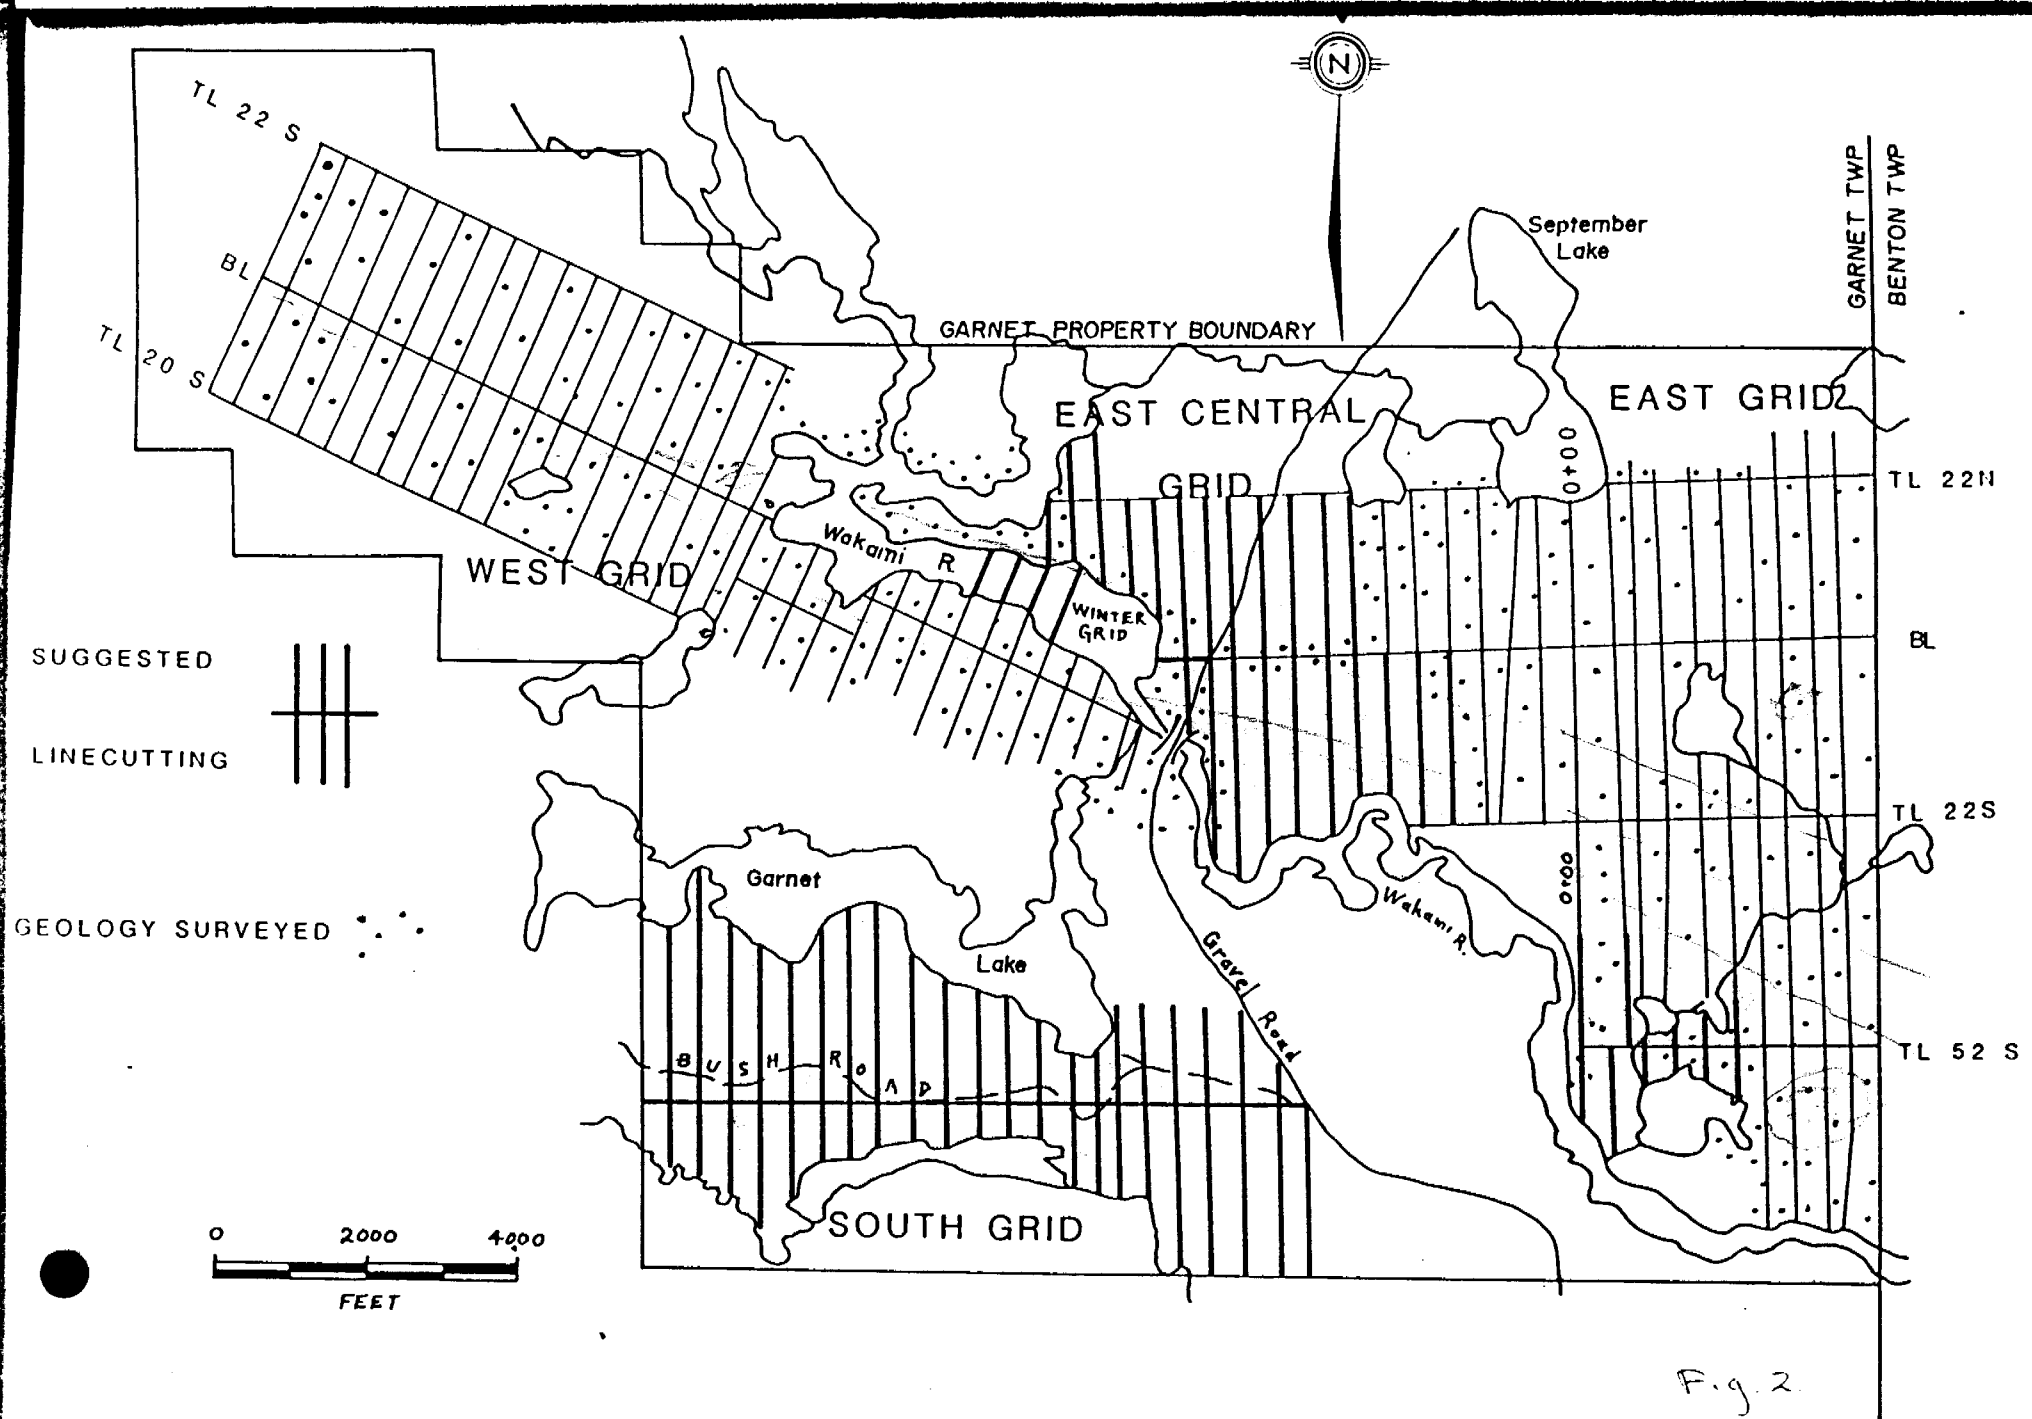 N
TL 22 S
BL
TL 20 S
September
Lake
GARNET TWP
BENTON TWP
GARNET PROPERTY BOUNDARY
EAST CENTRAL
GRID
EAST GRID
0+00
TL 22N
Wakami R
WINTER
GRID
WEST GRID
BL
SUGGESTED
LINECUTTING
TL 22S
0+00
Garnet
Lake
Wakami R.
GEOLOGY SURVEYED
Gravel Road
BUSH ROAD
TL 52 S
SOUTH GRID
0 2000 4000
FEET
Fig. 2